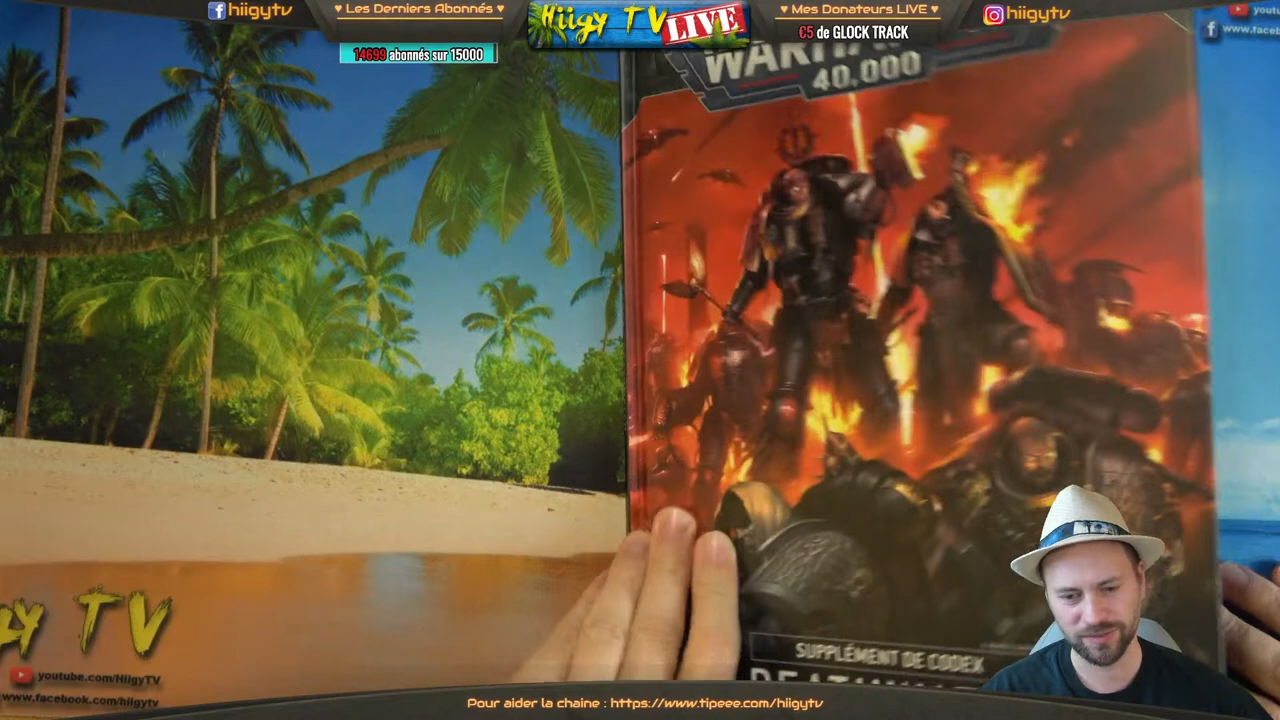 hiigytv
♥ Les Derniers Abonnés ♥
14699 abonnés sur 15000
Hiigy TV LIVE
♥ Mes Donateurs LIVE ♥
€5 de GLOCK TRACK
hiigytv
40,000
TV
youtube.com/HiigyTV
www.facebook.com/hiigytv
SUPPLÉMENT DE CODEX
Pour aider la chaine : https://www.tipeee.com/hiigytv